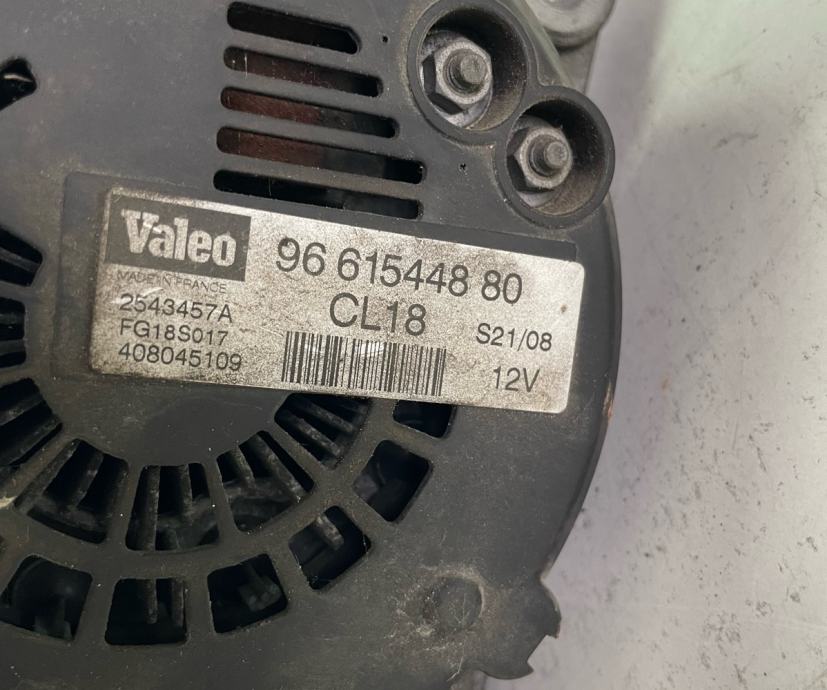 Valeo
MADE IN FRANCE
2543457A
FG18S017
408045109
96 615448 80
CL18
S21/08
12V